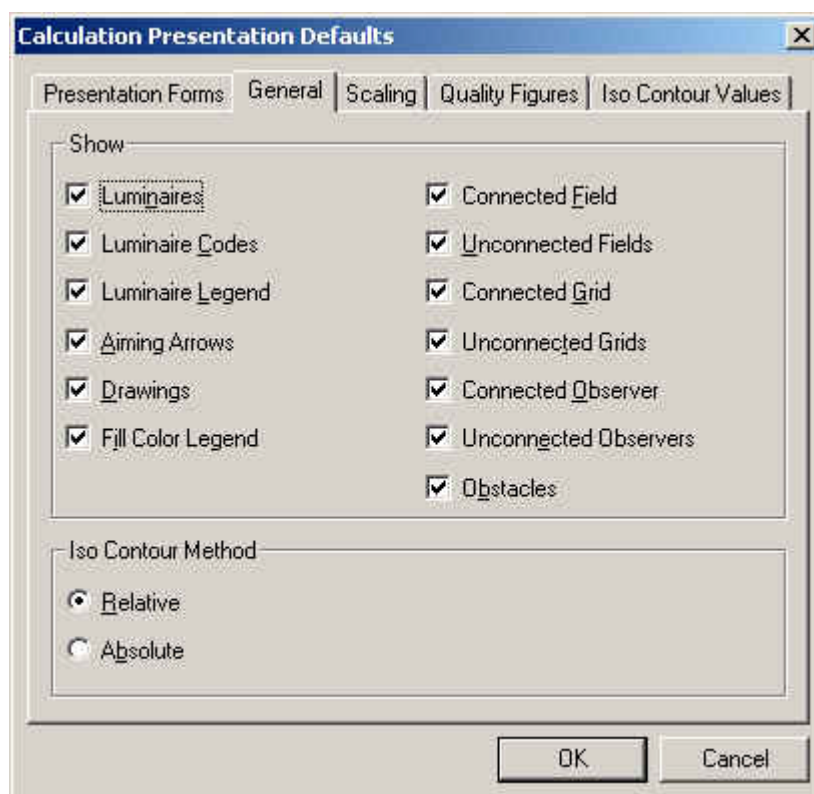 Calculation Presentation Defaults
Presentation Forms General Scaling Quality Figures Iso Contour Values
Show
Luminaires Connected Field
Luminaire Codes Unconnected Fields
Luminaire Legend Connected Grid
Aiming Arrows Unconnected Grids
Drawings Connected Observer
Fill Color Legend Unconnected Observers
Obstacles
Iso Contour Method
Relative
Absolute
OK Cancel